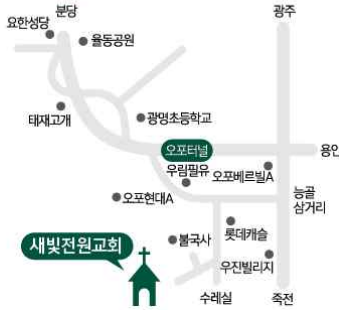 분당
요한성당
율동공원
광주
태재고개
광명초등학교
오포터널
용인
우림필유
오포베르빌A
오포현대A
능골
삼거리
새빛전원교회
불국사
롯데캐슬
우진빌리지
수레실
죽전